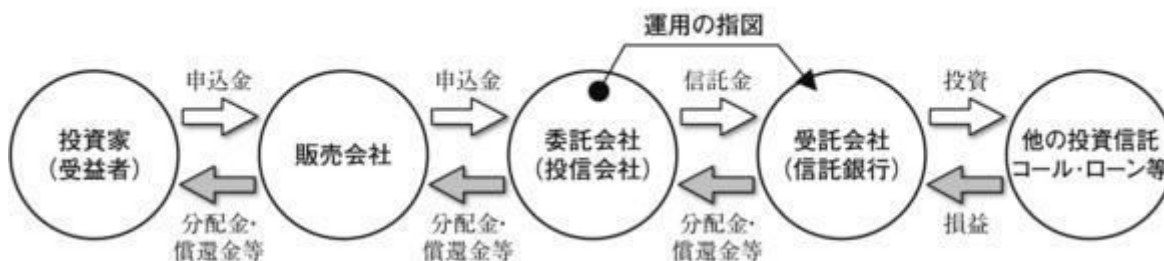 運用の指図
申込金
申込金
信託金
投資
投資家
(受益者)
販売会社
委託会社
(投信会社)
受託会社
(信託銀行)
他の投資信託
コール・ローン等
分配金・
償還金等
分配金・
償還金等
分配金・
償還金等
損益